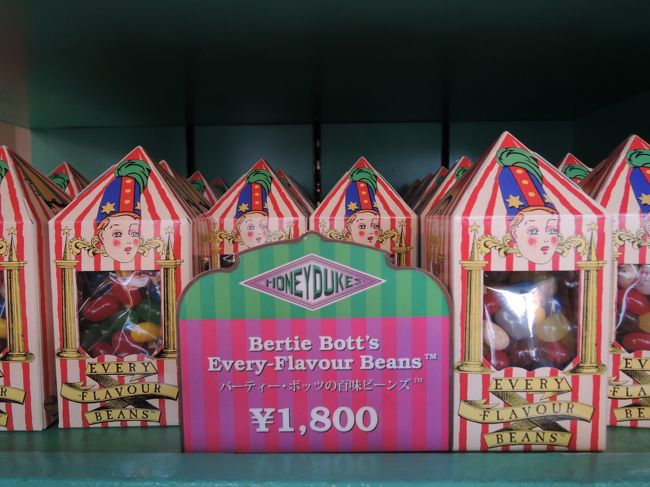 HONEYDUKES
Bertie Bott's
Every-Flavour Beans™
バーティー・ボッツの百味ビーンズ™
¥1,800
EVERY
FLAVOUR
BEANS
EVERY
FLAVOUR
BEANS